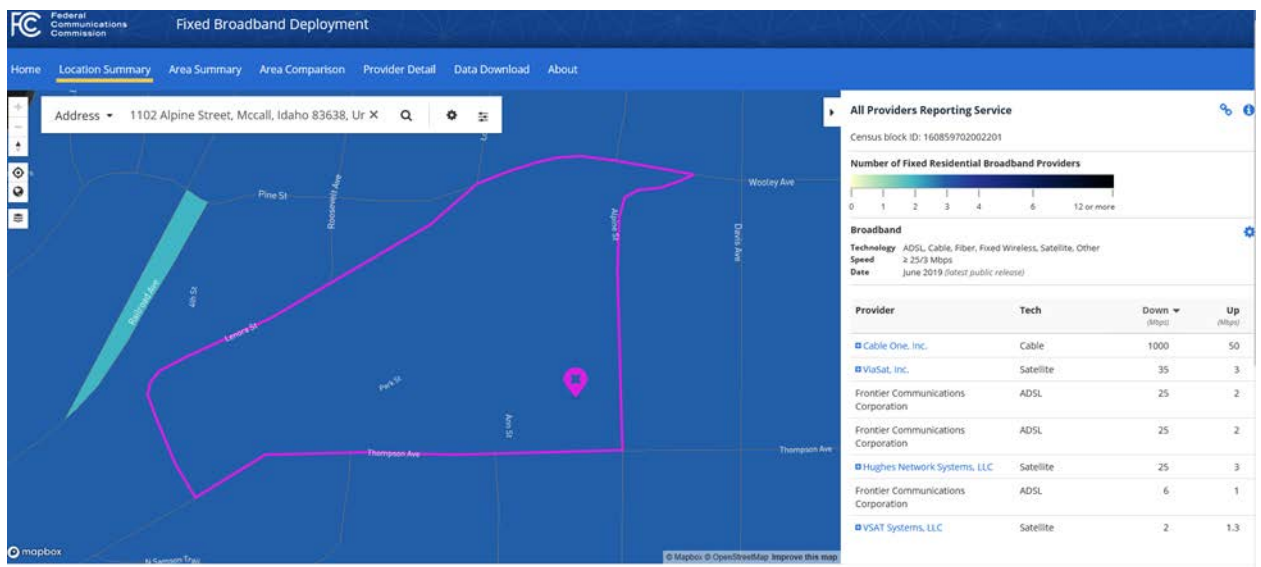 FCC Federal
Communications
Commission
Fixed Broadband Deployment
Home Location Summary Area Summary Area Comparison Provider Detail Data Download About
Address 1102 Alpine Street, Mccall, Idaho 83638, Ur
Pine St
Roosevelt Ave
Wooley Ave
Alpine St
Davis Ave
Railroad Ave
4th St
Lenora St
Park St
Ann St
Thompson Ave
Thompson Ave
N Samson Trail
mapbox
© Mapbox © OpenStreetMap Improve this map
All Providers Reporting Service
Census block ID: 160859702002201
Number of Fixed Residential Broadband Providers
0 1 2 3 4 6 12 or more
Broadband
Technology ADSL, Cable, Fiber, Fixed Wireless, Satellite, Other
Speed ≥ 25/3 Mbps
Date June 2019 (latest public release)
Provider Tech Down Up
(Mbps) (Mbps)
Cable One, Inc. Cable 1000 50
ViaSat, Inc. Satellite 35 3
Frontier Communications ADSL 25 2
Corporation
Frontier Communications ADSL 25 2
Corporation
Hughes Network Systems, LLC Satellite 25 3
Frontier Communications ADSL 6 1
Corporation
VSAT Systems, LLC Satellite 2 1.3